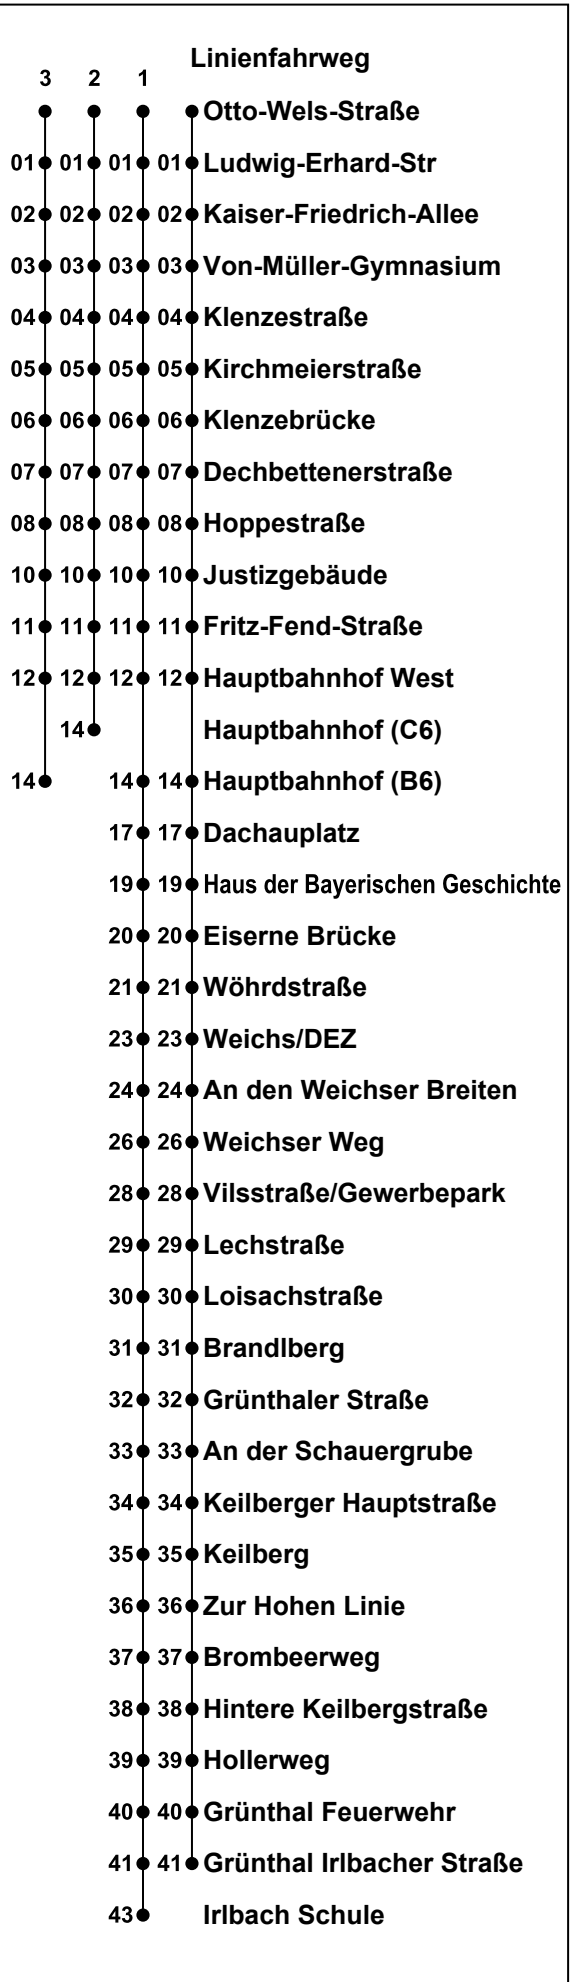 Linienfahrweg
3 2 1
Otto-Wels-Straße
01 01 01 01 Ludwig-Erhard-Str
02 02 02 02 Kaiser-Friedrich-Allee
03 03 03 03 Von-Müller-Gymnasium
04 04 04 04 Klenzestraße
05 05 05 05 Kirchmeierstraße
06 06 06 06 Klenzebrücke
07 07 07 07 Dechbettenerstraße
08 08 08 08 Hoppestraße
10 10 10 10 Justizgebäude
11 11 11 11 Fritz-Fend-Straße
12 12 12 12 Hauptbahnhof West
14 Hauptbahnhof (C6)
14 14 14 Hauptbahnhof (B6)
17 17 Dachauplatz
19 19 Haus der Bayerischen Geschichte
20 20 Eiserne Brücke
21 21 Wöhrdstraße
23 23 Weichs/DEZ
24 24 An den Weichser Breiten
26 26 Weichser Weg
28 28 Vilsstraße/Gewerbepark
29 29 Lechstraße
30 30 Loisachstraße
31 31 Brandlberg
32 32 Grünthaler Straße
33 33 An der Schauergrube
34 34 Keilberger Hauptstraße
35 35 Keilberg
36 36 Zur Hohen Linie
37 37 Brombeerweg
38 38 Hintere Keilbergstraße
39 39 Hollerweg
40 40 Grünthal Feuerwehr
41 41 Grünthal Irlbacher Straße
43 Irlbach Schule